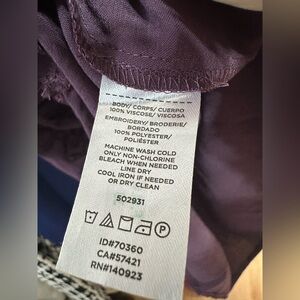 BODY/ CORPS/ CUERPO
100% VISCOSE/ VISCOSA
EMBROIDERY/ BRODERIE/
BORDADO
100% POLYESTER/
POLIÉSTER
MACHINE WASH COLD
ONLY NON-CHLORINE
BLEACH WHEN NEEDED
LINE DRY
COOL IRON IF NEEDED
OR DRY CLEAN
502931
ID#70360
CA#57421
RN#140923